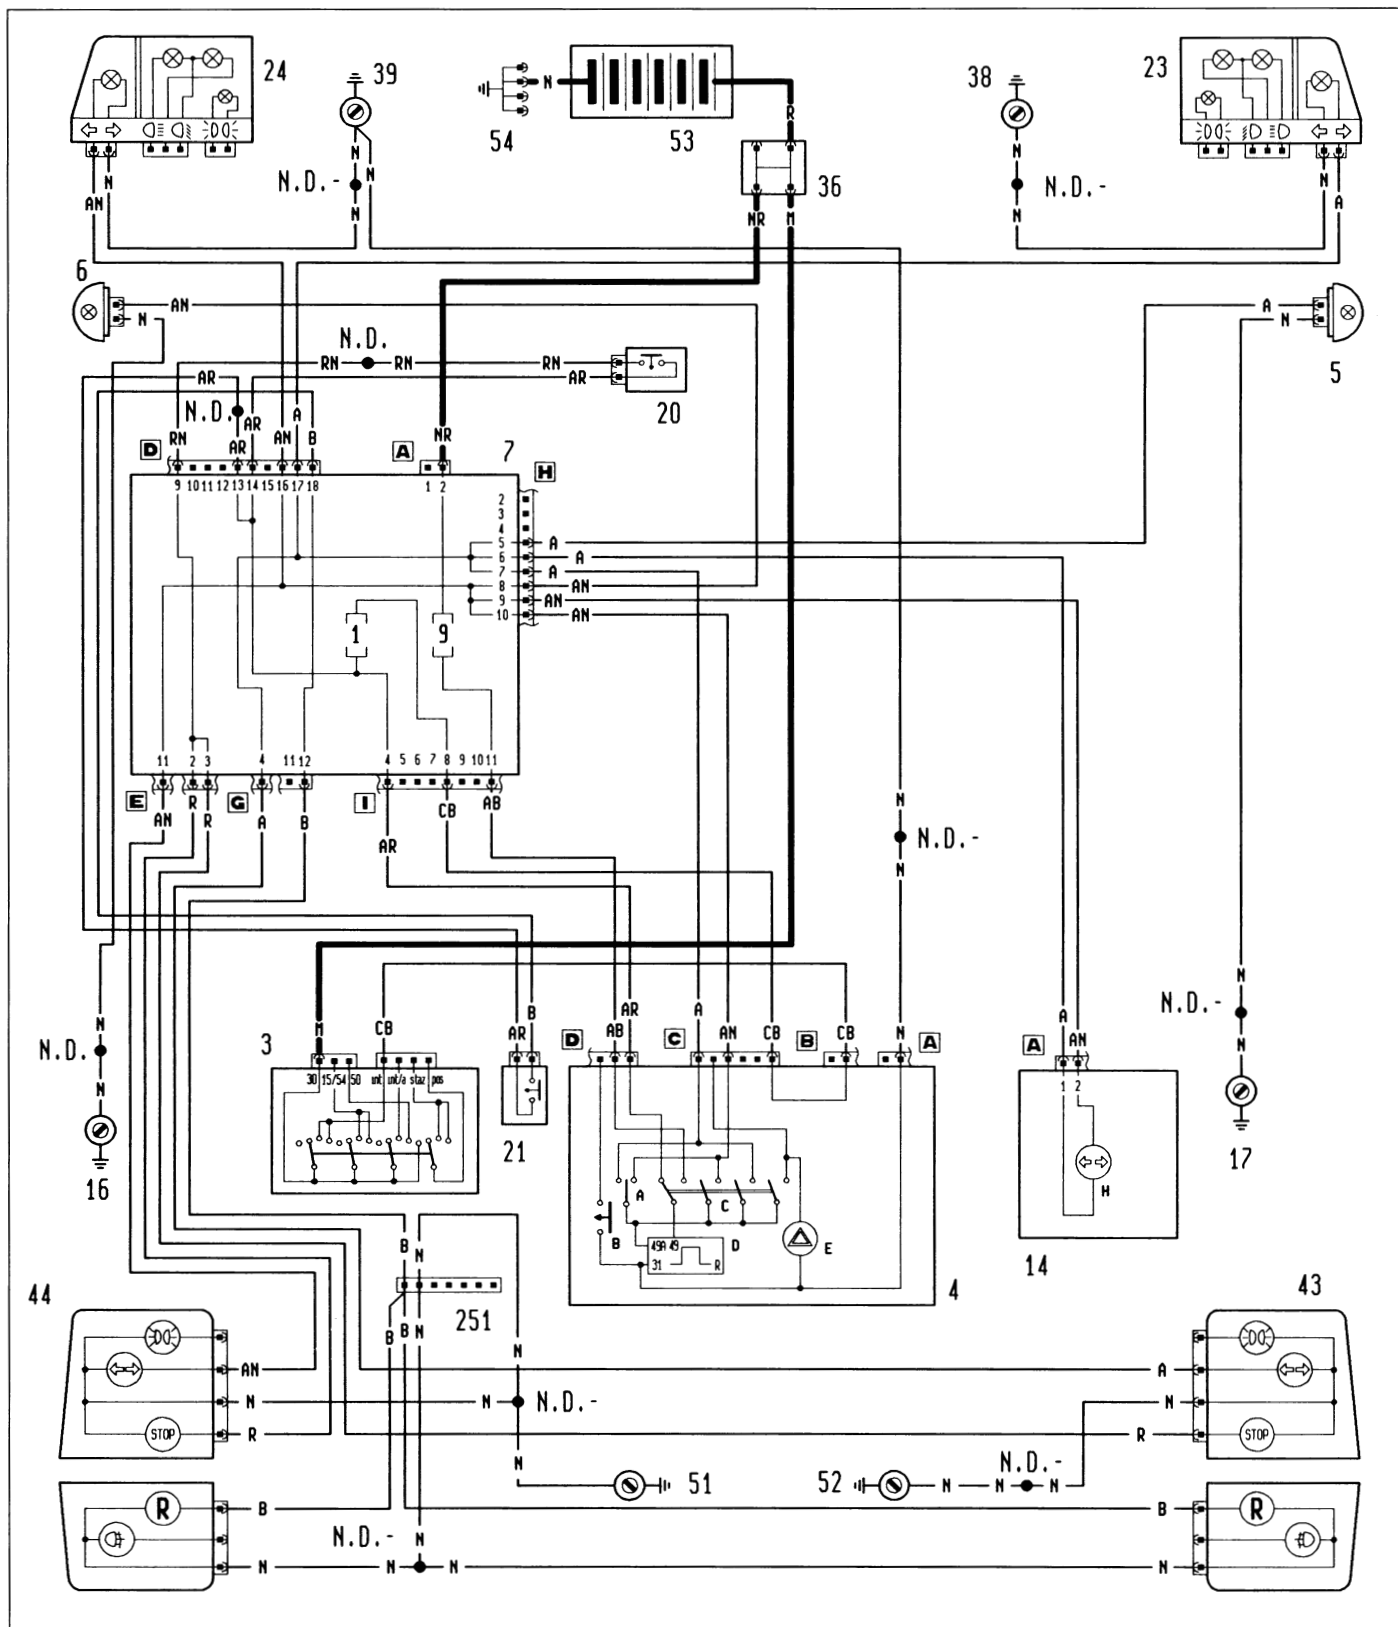 24 39 53 54 38 23
N R
36
N.D.- N N N.D.-
AN N N N NR M N N A
6 AN N A N 5
N.D.
RN RN RN
AR AR
20
N.D. AR A
RN AR AN B NR
D A 7 H
9 10 11 12 13 14 15 16 17 18 1 2
2
3
4
5 A
6 A
7 A
8 AN
9 AN
10 AN
1 9
11 2 3 4 11 12 4 5 6 7 8 9 10 11
E G I
AN R R A B AR CB AB
N
N.D.-
N
N
N.D.
N
16
N
N.D.-
N
17
3 M CB AR B D AB AR C A AN CB B CB N A A A AN
30 15/54 50 int int/a staz pos
21
1 2
A C B D E H
49A 49
31 R
14
4
B N
251
B B N N
44 43
AN A
N N N.D.- N
STOP R R STOP
N N.D.-
51 52 N N N
R B B R
N.D.- N
N N N N